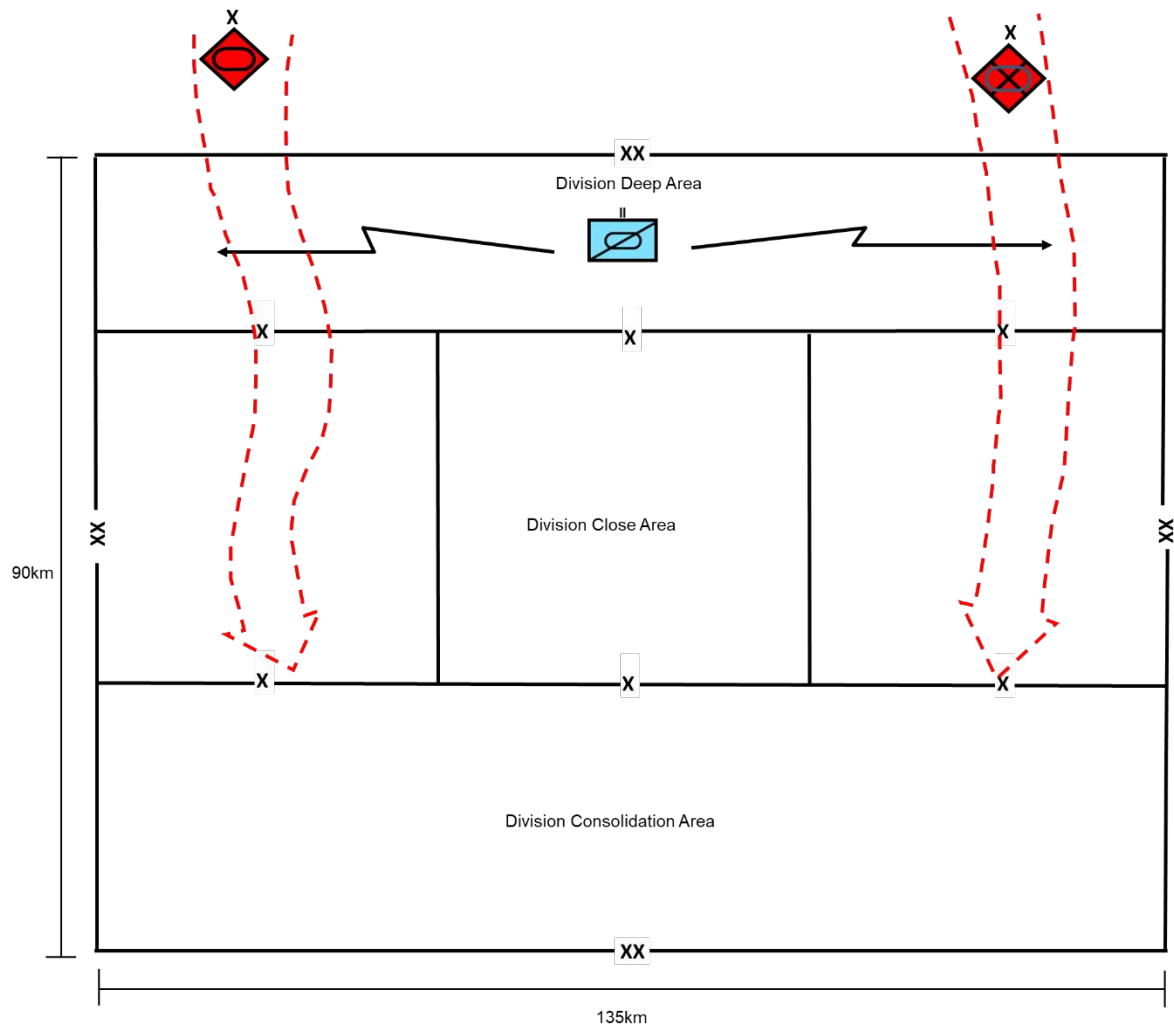 X
X
XX
Division Deep Area
II
X
X
X
XX
Division Close Area
XX
90km
X
X
X
Division Consolidation Area
XX
135km